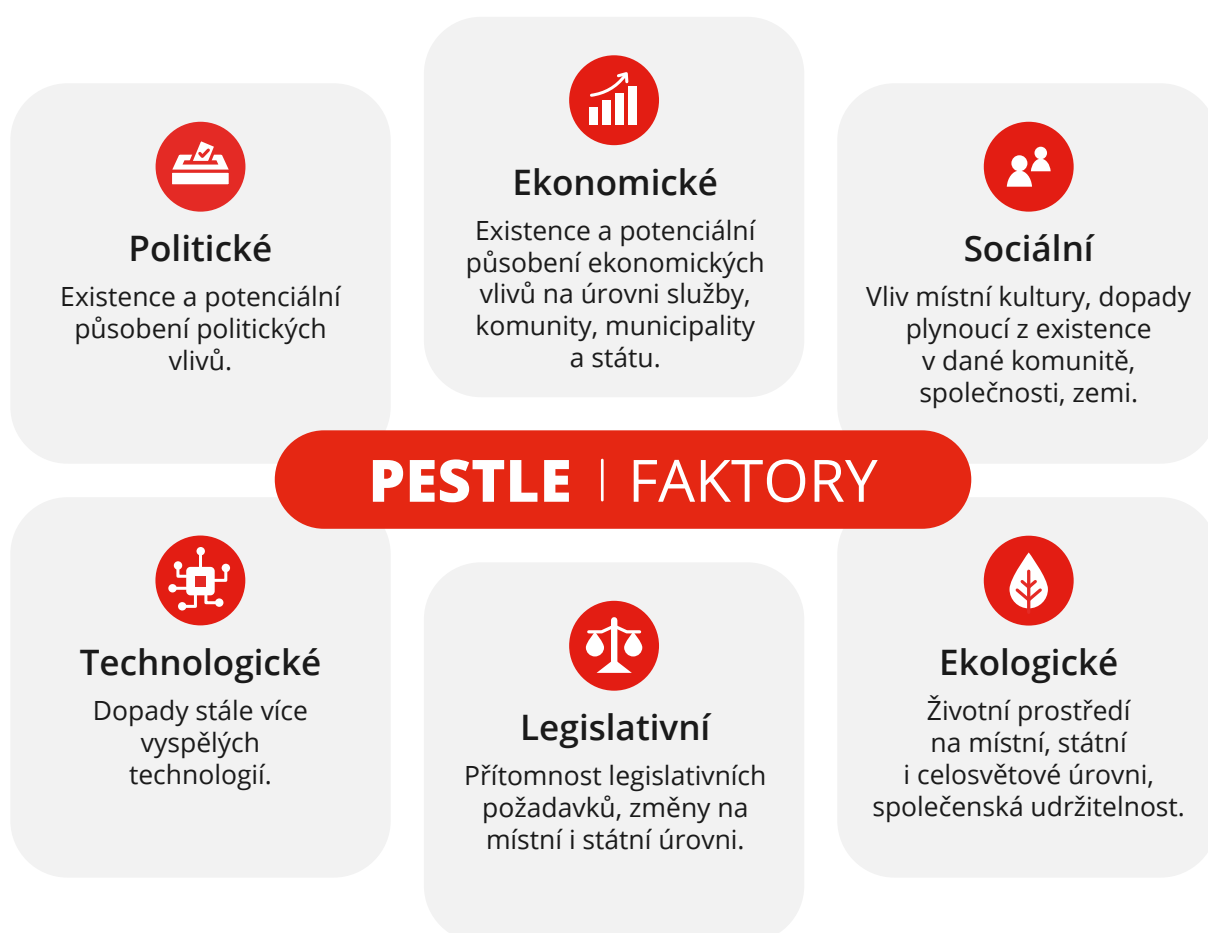 Politické
Existence a potenciální
působení politických
vlivů.
Ekonomické
Existence a potenciální
působení ekonomických
vlivů na úrovni služby,
komunity, municipality
a státu.
Sociální
Vliv místní kultury, dopady
plynoucí z existence
v dané komunitě,
společnosti, zemi.
PESTLE | FAKTORY
Technologické
Dopady stále více
vyspělých
technologií.
Legislativní
Přítomnost legislativních
požadavků, změny na
místní i státní úrovni.
Ekologické
Životní prostředí
na místní, státní
i celosvětové úrovni,
společenská udržitelnost.